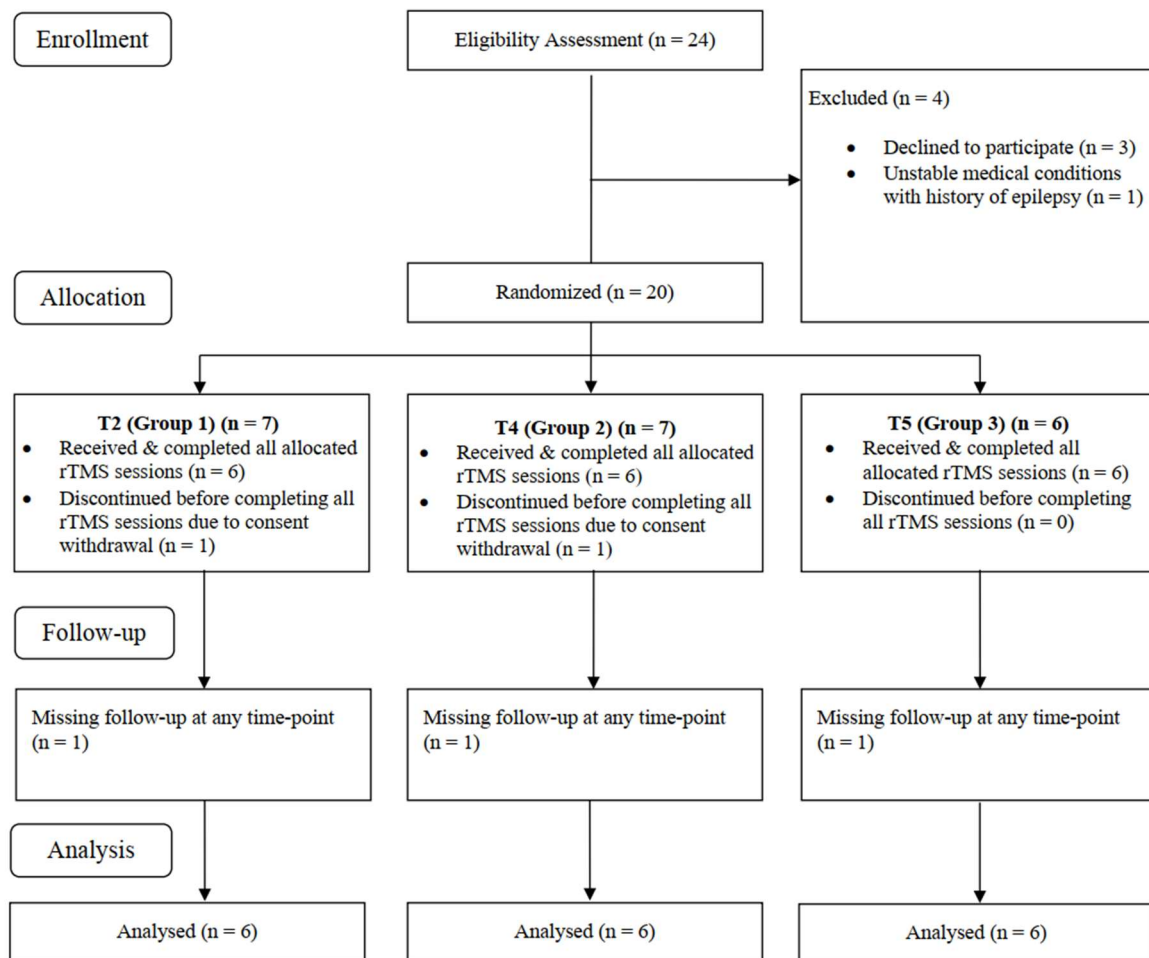 Enrollment
Eligibility Assessment (n = 24)
Excluded (n = 4)
• Declined to participate (n = 3)
• Unstable medical conditions
with history of epilepsy (n = 1)
Allocation
Randomized (n = 20)
T2 (Group 1) (n = 7)
• Received & completed all allocated
rTMS sessions (n = 6)
• Discontinued before completing all
rTMS sessions due to consent
withdrawal (n = 1)
T4 (Group 2) (n = 7)
• Received & completed all allocated
rTMS sessions (n = 6)
• Discontinued before completing all
rTMS sessions due to consent
withdrawal (n = 1)
T5 (Group 3) (n = 6)
• Received & completed all
allocated rTMS sessions (n = 6)
• Discontinued before completing
all rTMS sessions (n = 0)
Follow-up
Missing follow-up at any time-point
(n = 1)
Missing follow-up at any time-point
(n = 1)
Missing follow-up at any time-point
(n = 1)
Analysis
Analysed (n = 6)
Analysed (n = 6)
Analysed (n = 6)